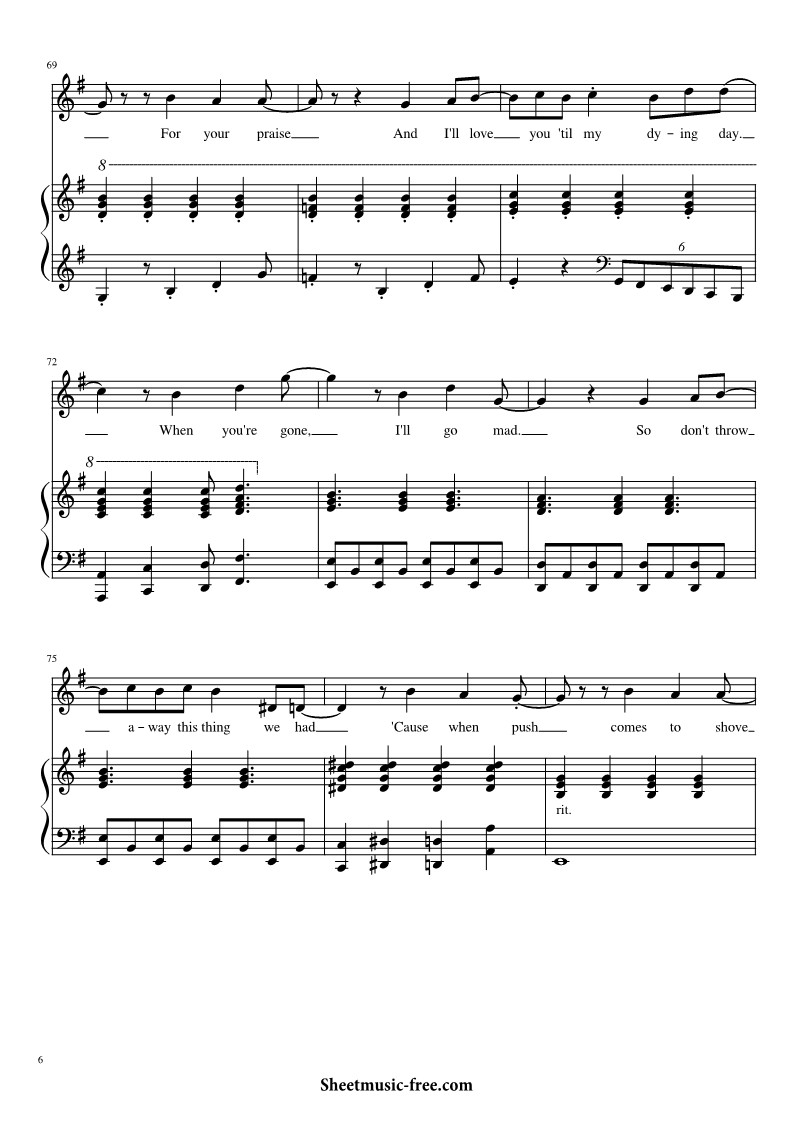 69
For your praise.
And I'll love you 'til my dy - ing day.
8
6
72
When you're gone, I'll go mad. So don't throw
8
75
a - way this thing we had. 'Cause when push comes to shove
rit.
6
Sheetmusic-free.com